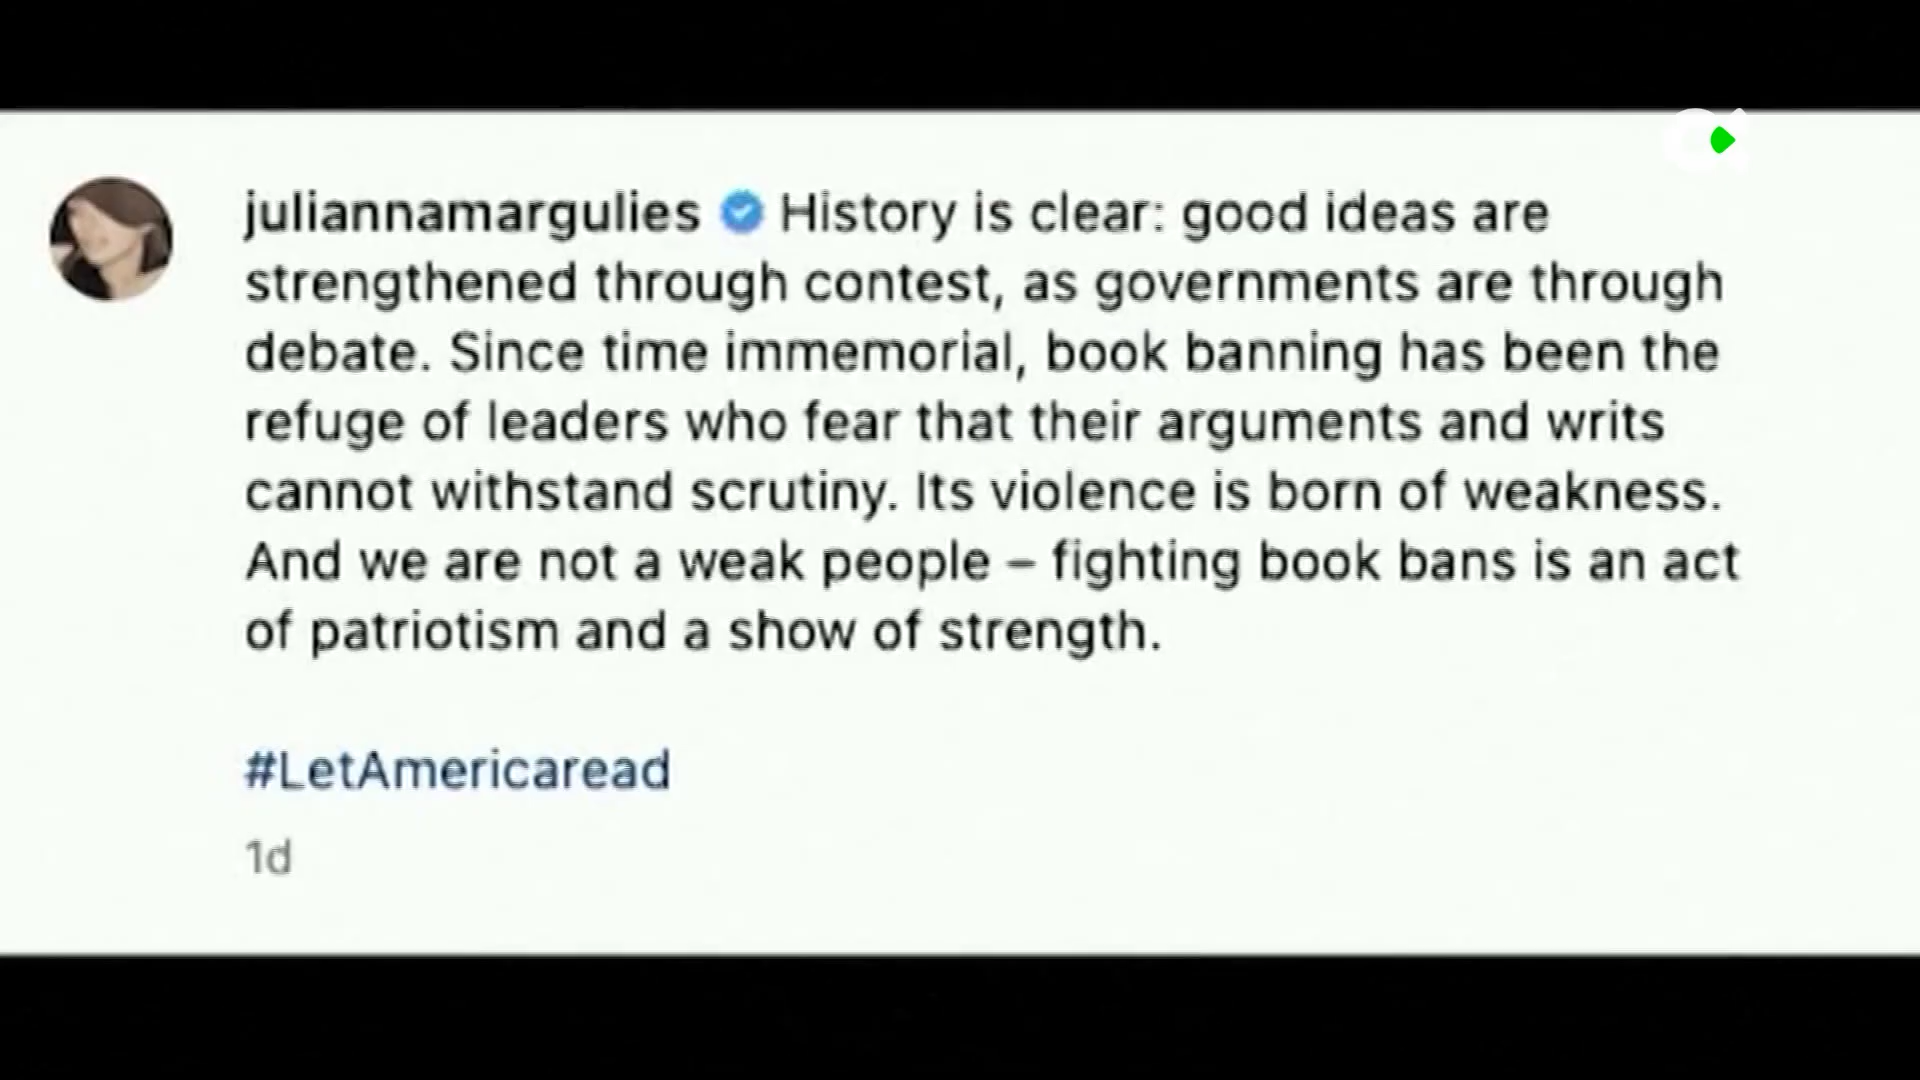 juliannamargulies History is clear: good ideas are
strengthened through contest, as governments are through
debate. Since time immemorial, book banning has been the
refuge of leaders who fear that their arguments and writs
cannot withstand scrutiny. Its violence is born of weakness.
And we are not a weak people – fighting book bans is an act
of patriotism and a show of strength.
#LetAmericaread
1d